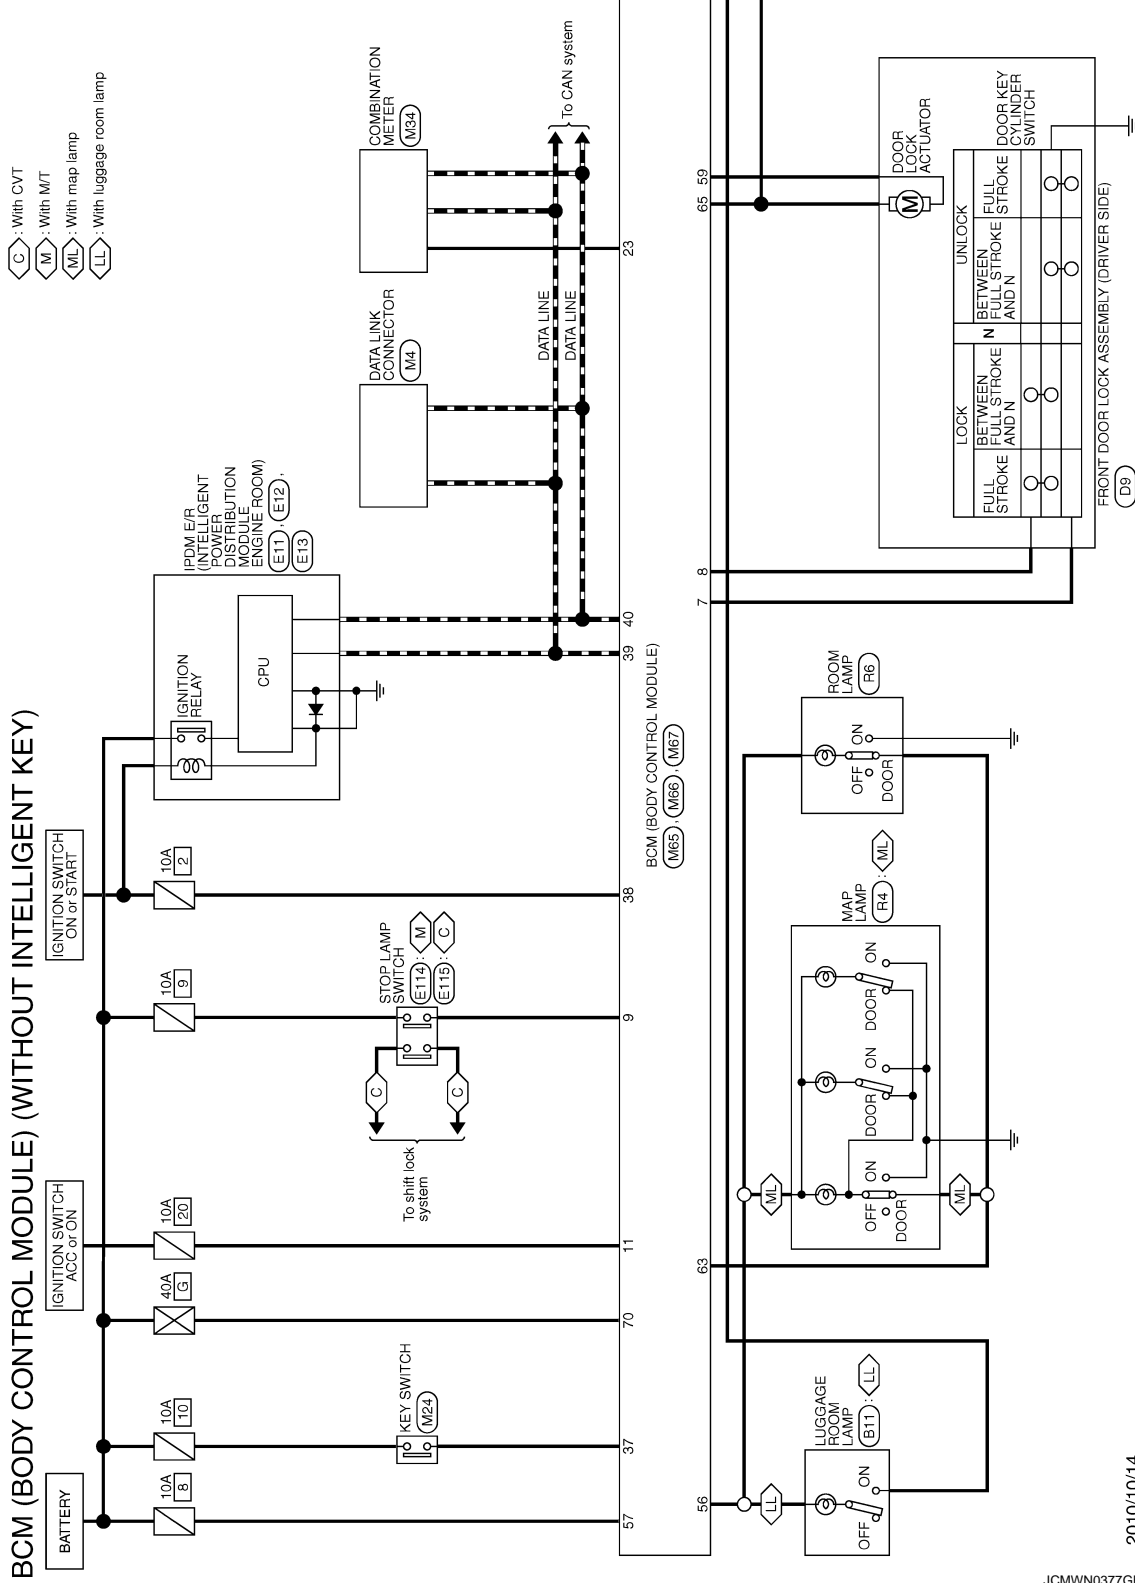 BCM (BODY CONTROL MODULE) (WITHOUT INTELLIGENT KEY)
C : With CVT
M : With M/T
ML : With map lamp
LL : With luggage room lamp
BATTERY
IGNITION SWITCH
ACC or ON
IGNITION SWITCH
ON or START
10A
8
10A
10
40A
G
10A
20
10A
9
10A
2
KEY SWITCH
M24
To shift lock
system
C
C
STOP LAMP
SWITCH
E114 : M
E115 : C
IGNITION
RELAY
CPU
IPDM E/R
(INTELLIGENT
POWER
DISTRIBUTION
MODULE
ENGINE ROOM)
E11 , E12 ,
E13
DATA LINK
CONNECTOR
M4
COMBINATION
METER
M34
DATA LINE
DATA LINE
To CAN system
57
37
70
11
9
38
39
40
23
BCM (BODY CONTROL MODULE)
M65 , M66 , M67
56
63
7
8
65
59
LL
LUGGAGE
ROOM
LAMP
B11 : LL
OFF
ON
ML
ML
MAP
LAMP
R4 : ML
OFF
DOOR
ON
DOOR
ON
DOOR
ON
ROOM
LAMP
R6
OFF
DOOR
ON
M
DOOR
LOCK
ACTUATOR
DOOR KEY
CYLINDER
SWITCH
LOCK
N
UNLOCK
FULL
STROKE
BETWEEN
FULL STROKE
AND N
BETWEEN
FULL STROKE
AND N
FULL
STROKE
FRONT DOOR LOCK ASSEMBLY (DRIVER SIDE)
D9
2010/10/14